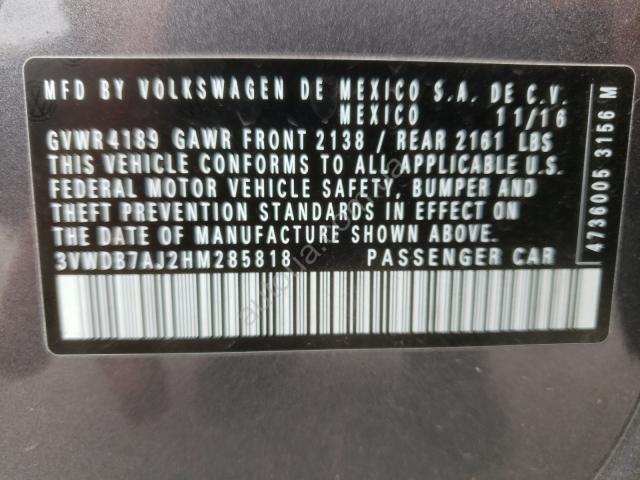 MFD BY VOLKSWAGEN DE MEXICO S.A. DE C.V.
MEXICO 11/16
GVWR 4189 GAWR FRONT 2138 / REAR 2161 LBS
THIS VEHICLE CONFORMS TO ALL APPLICABLE U.S.
FEDERAL MOTOR VEHICLE SAFETY, BUMPER AND
THEFT PREVENTION STANDARDS IN EFFECT ON
THE DATE OF MANUFACTURE SHOWN ABOVE.
3VWDB7AJ2HM285818 PASSENGER CAR
4736005 3156 M